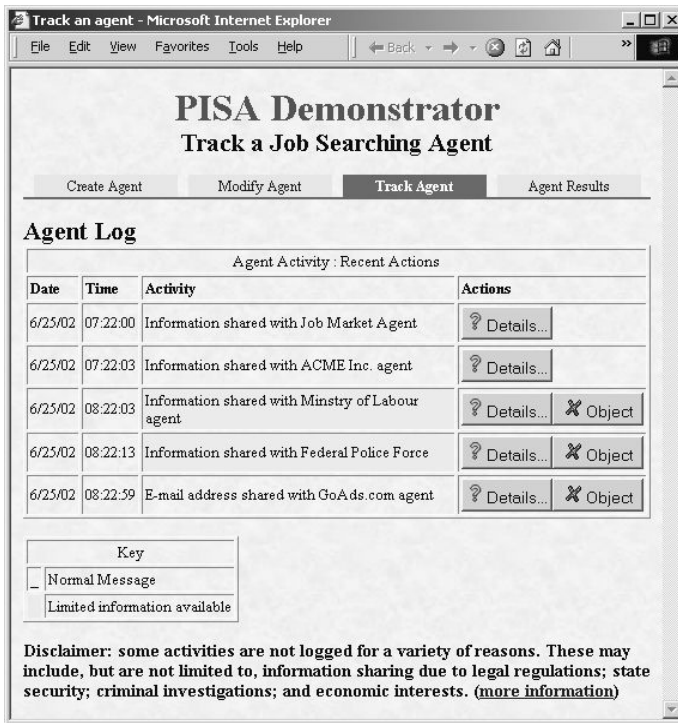 Track an agent - Microsoft Internet Explorer
File Edit View Favorites Tools Help Back »
PISA Demonstrator
Track a Job Searching Agent
Create Agent Modify Agent Track Agent Agent Results
Agent Log
Agent Activity : Recent Actions
Date Time Activity Actions
6/25/02 07:22:00 Information shared with Job Market Agent ? Details...
6/25/02 07:22:03 Information shared with ACME Inc. agent ? Details...
6/25/02 08:22:03 Information shared with Minstry of Labour
agent ? Details... X Object
6/25/02 08:22:13 Information shared with Federal Police Force ? Details... X Object
6/25/02 08:22:59 E-mail address shared with GoAds.com agent ? Details... X Object
Key
_ Normal Message
Limited information available
Disclaimer: some activities are not logged for a variety of reasons. These may
include, but are not limited to, information sharing due to legal regulations; state
security; criminal investigations; and economic interests. (more information)